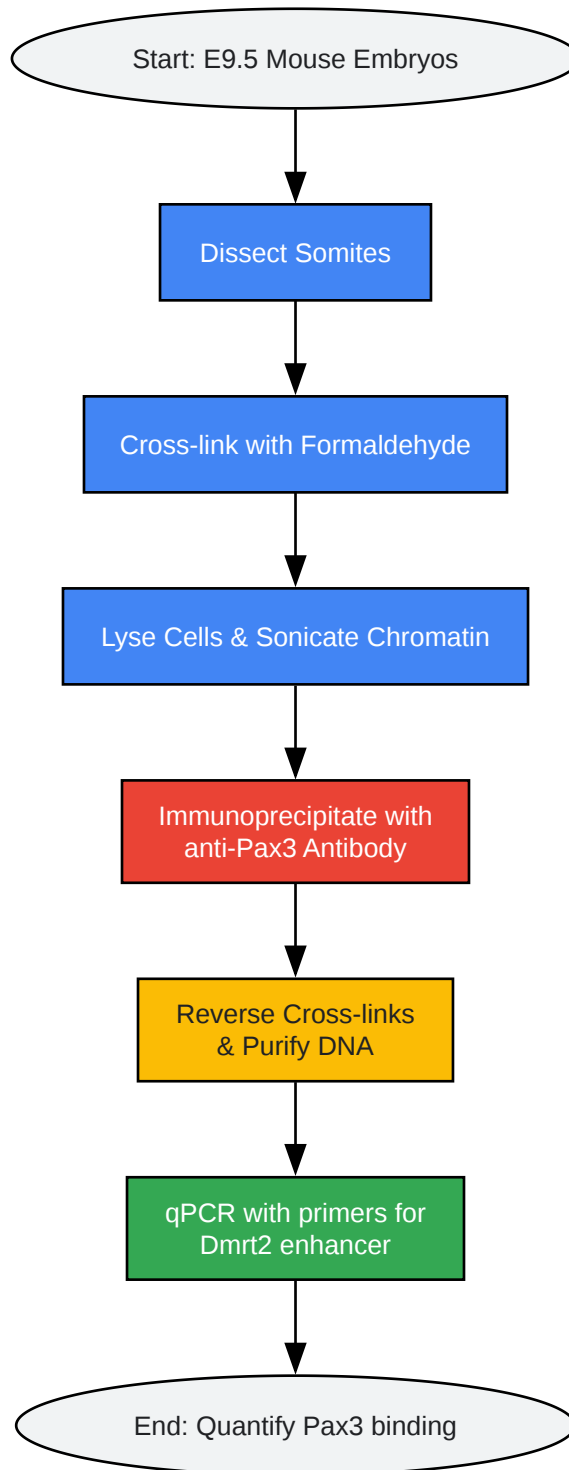 Start: E9.5 Mouse Embryos
Dissect Somites
Cross-link with Formaldehyde
Lyse Cells & Sonicate Chromatin
Immunoprecipitate with
anti-Pax3 Antibody
Reverse Cross-links
& Purify DNA
qPCR with primers for
Dmrt2 enhancer
End: Quantify Pax3 binding